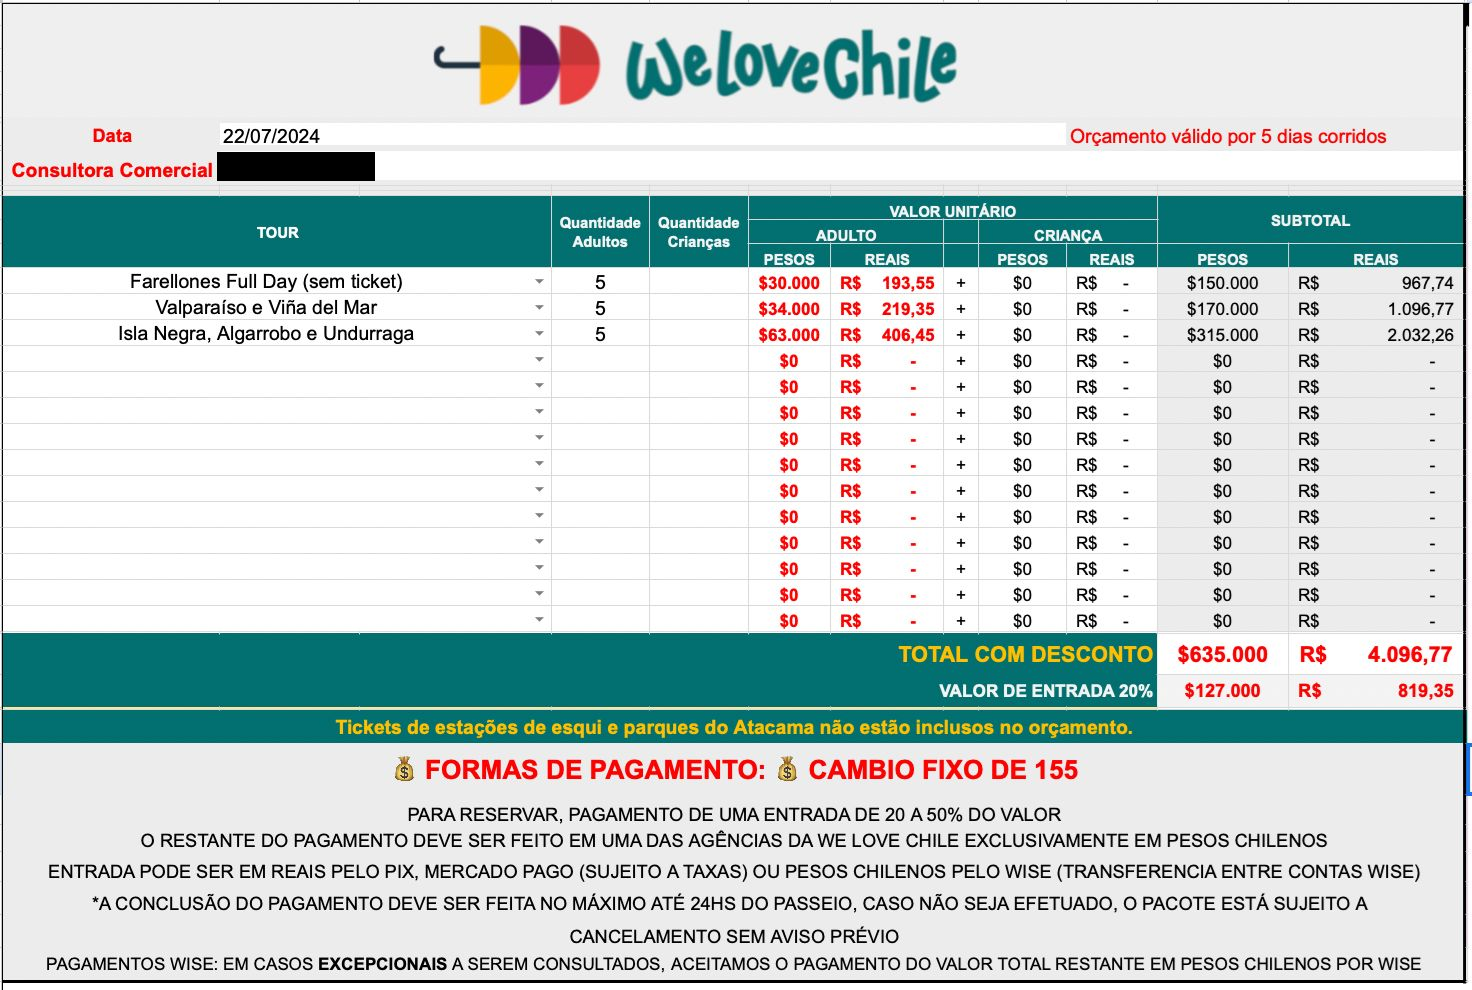 WeLoveChile
Data 22/07/2024 Orçamento válido por 5 dias corridos
Consultora Comercial
TOUR Quantidade Adultos Quantidade Crianças VALOR UNITÁRIO SUBTOTAL
ADULTO CRIANÇA
PESOS REAIS PESOS REAIS PESOS REAIS
Farellones Full Day (sem ticket) 5 $30.000 R$ 193,55 + $0 R$ - $150.000 R$ 967,74
Valparaíso e Viña del Mar 5 $34.000 R$ 219,35 + $0 R$ - $170.000 R$ 1.096,77
Isla Negra, Algarrobo e Undurraga 5 $63.000 R$ 406,45 + $0 R$ - $315.000 R$ 2.032,26
$0 R$ - + $0 R$ - $0 R$ -
$0 R$ - + $0 R$ - $0 R$ -
$0 R$ - + $0 R$ - $0 R$ -
$0 R$ - + $0 R$ - $0 R$ -
$0 R$ - + $0 R$ - $0 R$ -
$0 R$ - + $0 R$ - $0 R$ -
$0 R$ - + $0 R$ - $0 R$ -
$0 R$ - + $0 R$ - $0 R$ -
$0 R$ - + $0 R$ - $0 R$ -
$0 R$ - + $0 R$ - $0 R$ -
$0 R$ - + $0 R$ - $0 R$ -
TOTAL COM DESCONTO $635.000 R$ 4.096,77
VALOR DE ENTRADA 20% $127.000 R$ 819,35
Tickets de estações de esqui e parques do Atacama não estão inclusos no orçamento.
💰 FORMAS DE PAGAMENTO: 💰 CAMBIO FIXO DE 155
PARA RESERVAR, PAGAMENTO DE UMA ENTRADA DE 20 A 50% DO VALOR
O RESTANTE DO PAGAMENTO DEVE SER FEITO EM UMA DAS AGÊNCIAS DA WE LOVE CHILE EXCLUSIVAMENTE EM PESOS CHILENOS
ENTRADA PODE SER EM REAIS PELO PIX, MERCADO PAGO (SUJEITO A TAXAS) OU PESOS CHILENOS PELO WISE (TRANSFERENCIA ENTRE CONTAS WISE)
*A CONCLUSÃO DO PAGAMENTO DEVE SER FEITA NO MÁXIMO ATÉ 24HS DO PASSEIO, CASO NÃO SEJA EFETUADO, O PACOTE ESTÁ SUJEITO A
CANCELAMENTO SEM AVISO PRÉVIO
PAGAMENTOS WISE: EM CASOS EXCEPCIONAIS A SEREM CONSULTADOS, ACEITAMOS O PAGAMENTO DO VALOR TOTAL RESTANTE EM PESOS CHILENOS POR WISE